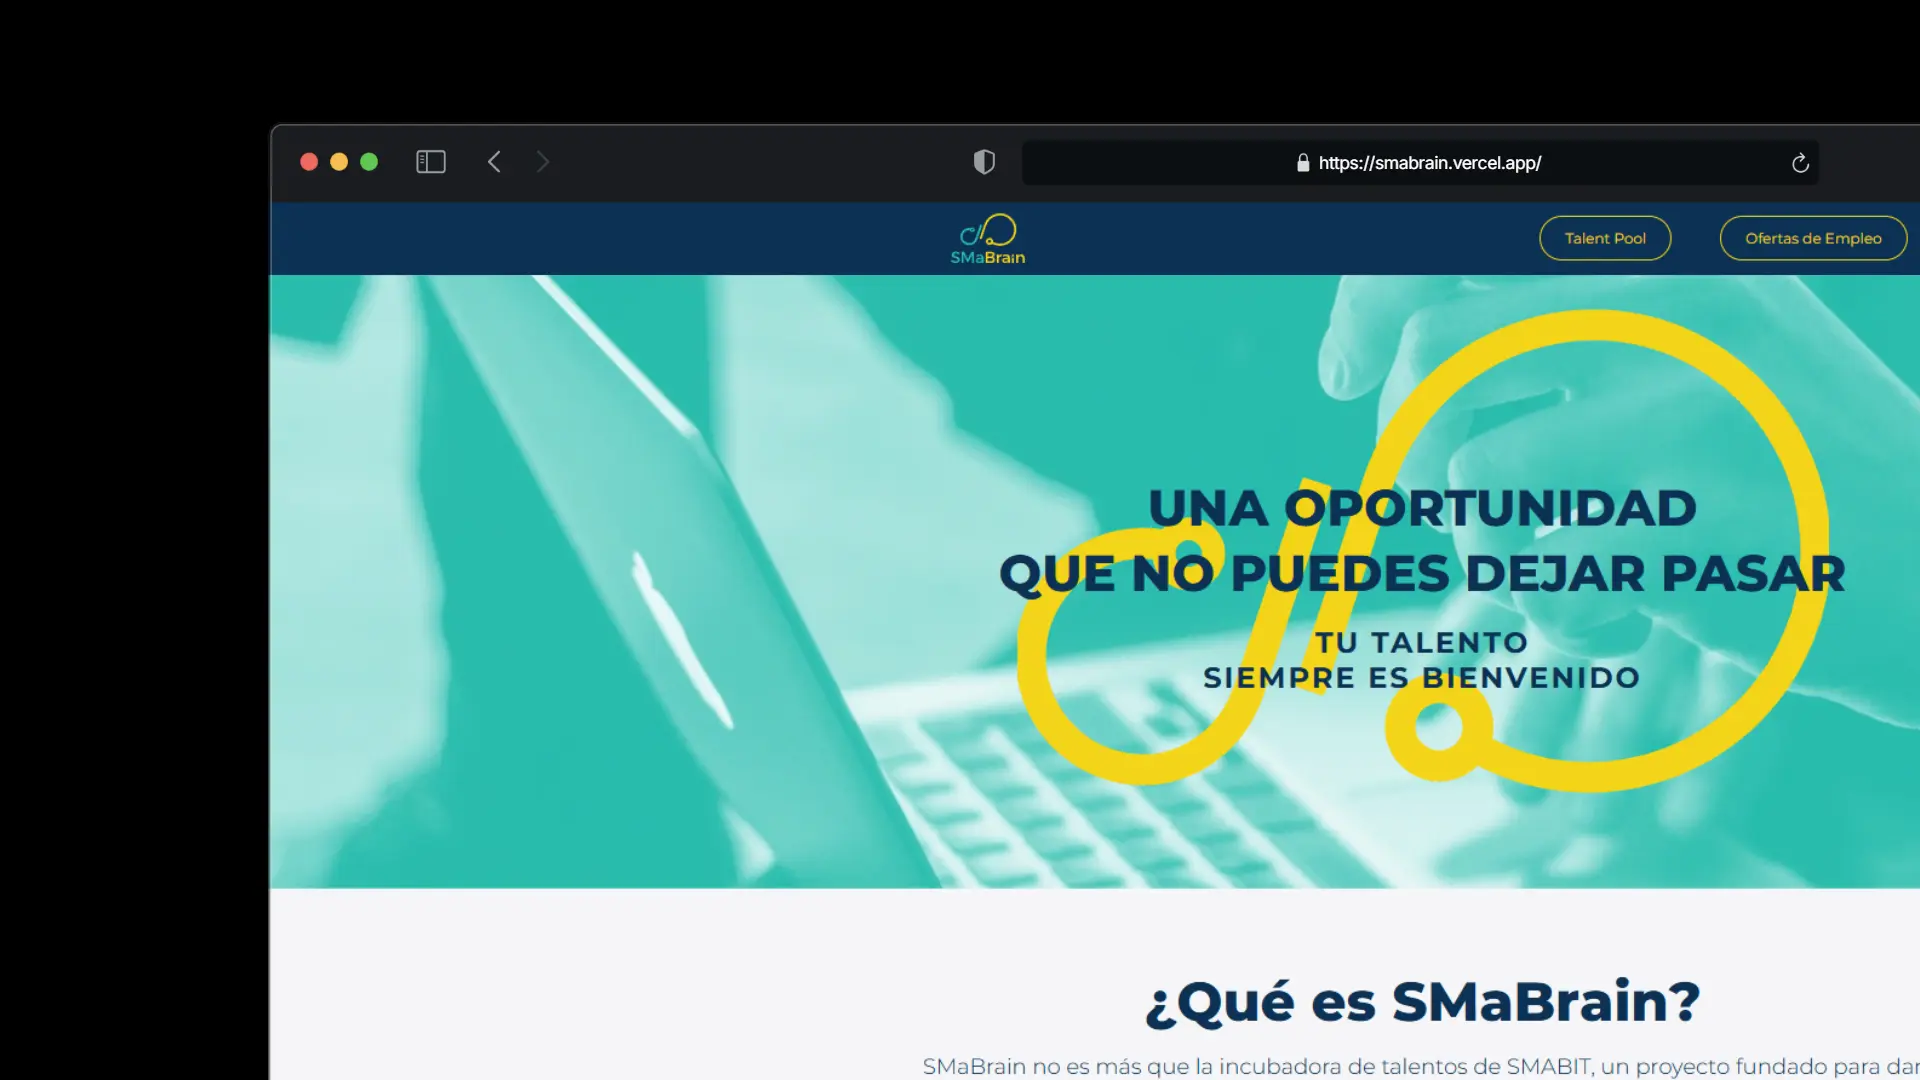 https://smabrain.vercel.app/
SMaBrain
Talent Pool
Ofertas de Empleo
UNA OPORTUNIDAD
QUE NO PUEDES DEJAR PASAR
TU TALENTO
SIEMPRE ES BIENVENIDO
¿Qué es SMaBrain?
SMaBrain no es más que la incubadora de talentos de SMABIT, un proyecto fundado para dar